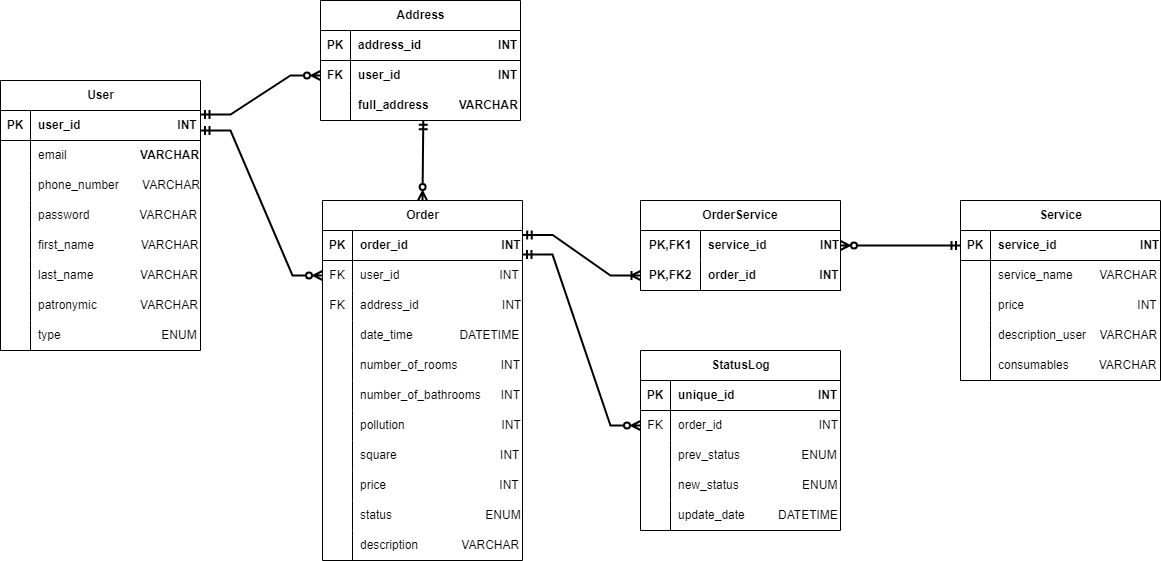 Address
PK address_id INT
FK user_id INT
full_address VARCHAR
User
PK user_id INT
email VARCHAR
phone_number VARCHAR
password VARCHAR
first_name VARCHAR
last_name VARCHAR
patronymic VARCHAR
type ENUM
Order
PK order_id INT
FK user_id INT
FK address_id INT
date_time DATETIME
number_of_rooms INT
number_of_bathrooms INT
pollution INT
square INT
price INT
status ENUM
description VARCHAR
OrderService
PK,FK1 service_id INT
PK,FK2 order_id INT
StatusLog
PK unique_id INT
FK order_id INT
prev_status ENUM
new_status ENUM
update_date DATETIME
Service
PK service_id INT
service_name VARCHAR
price INT
description_user VARCHAR
consumables VARCHAR